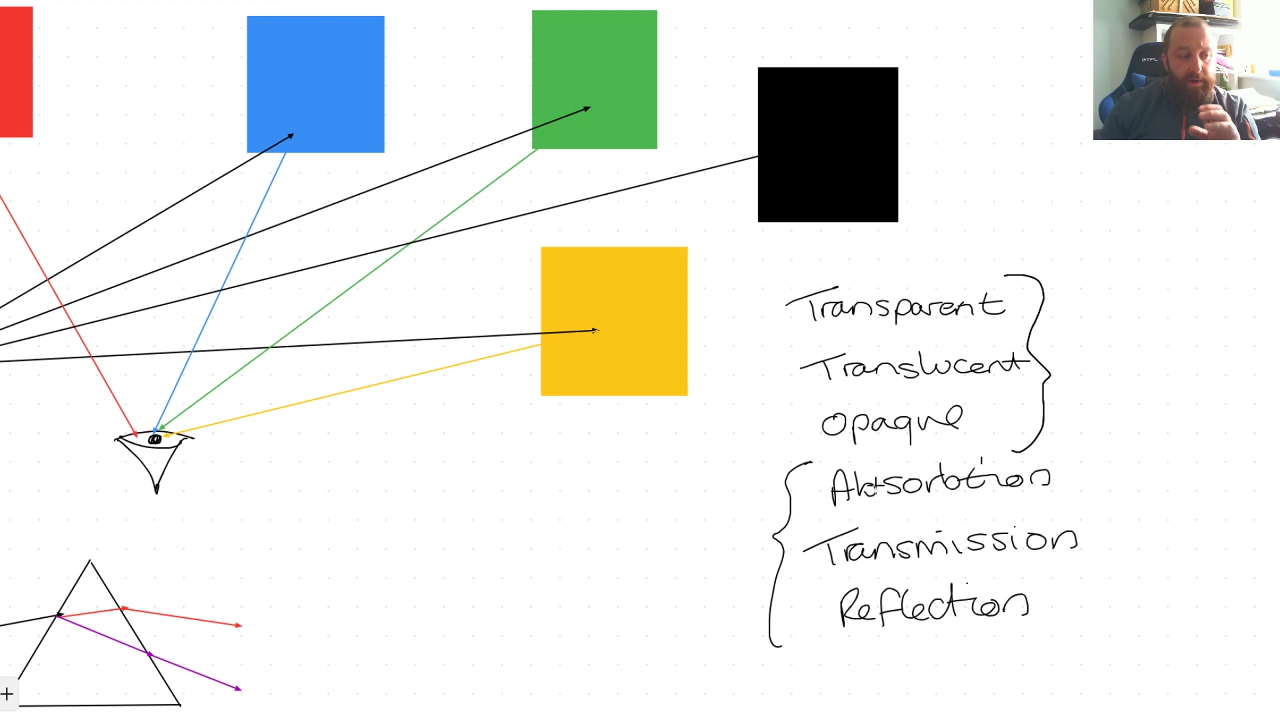 Transparent
Translucent
Opaque
Absorbtion
Transmission
Reflection